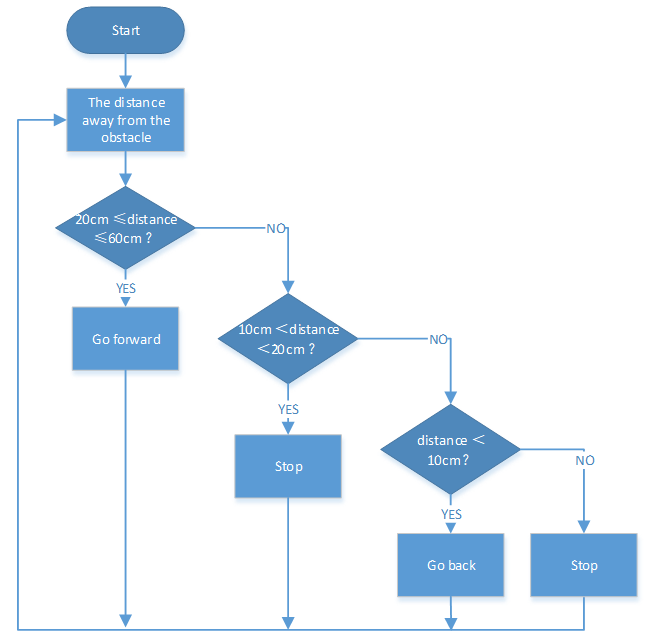 Start
The distance
away from the
obstacle
20cm ≤distance
≤60cm？
NO
YES
Go forward
10cm ＜distance
＜20cm？
NO
YES
Stop
distance ＜
10cm?
NO
YES
Go back
Stop